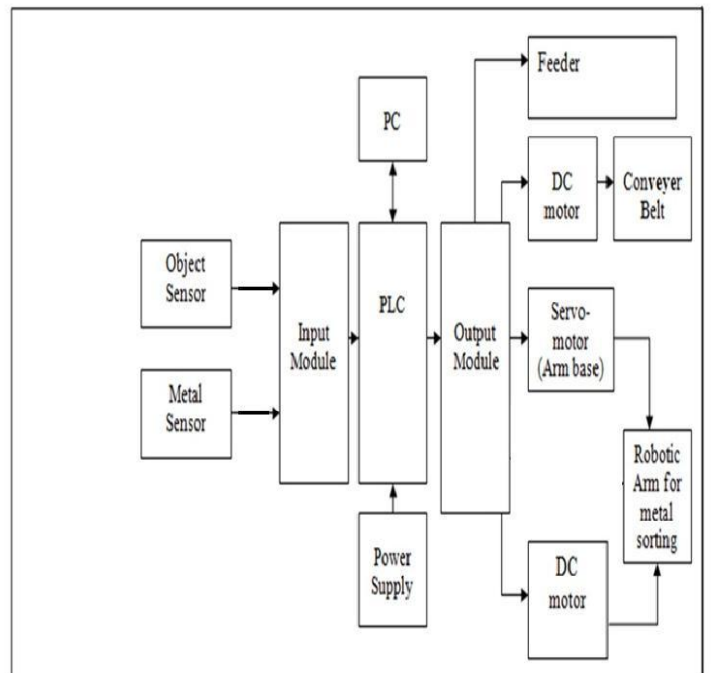 Feeder
PC
DC
motor
Conveyer
Belt
Object
Sensor
Input
Module
PLC
Output
Module
Servo-
motor
(Arm base)
Metal
Sensor
Robotic
Arm for
metal
sorting
Power
Supply
DC
motor